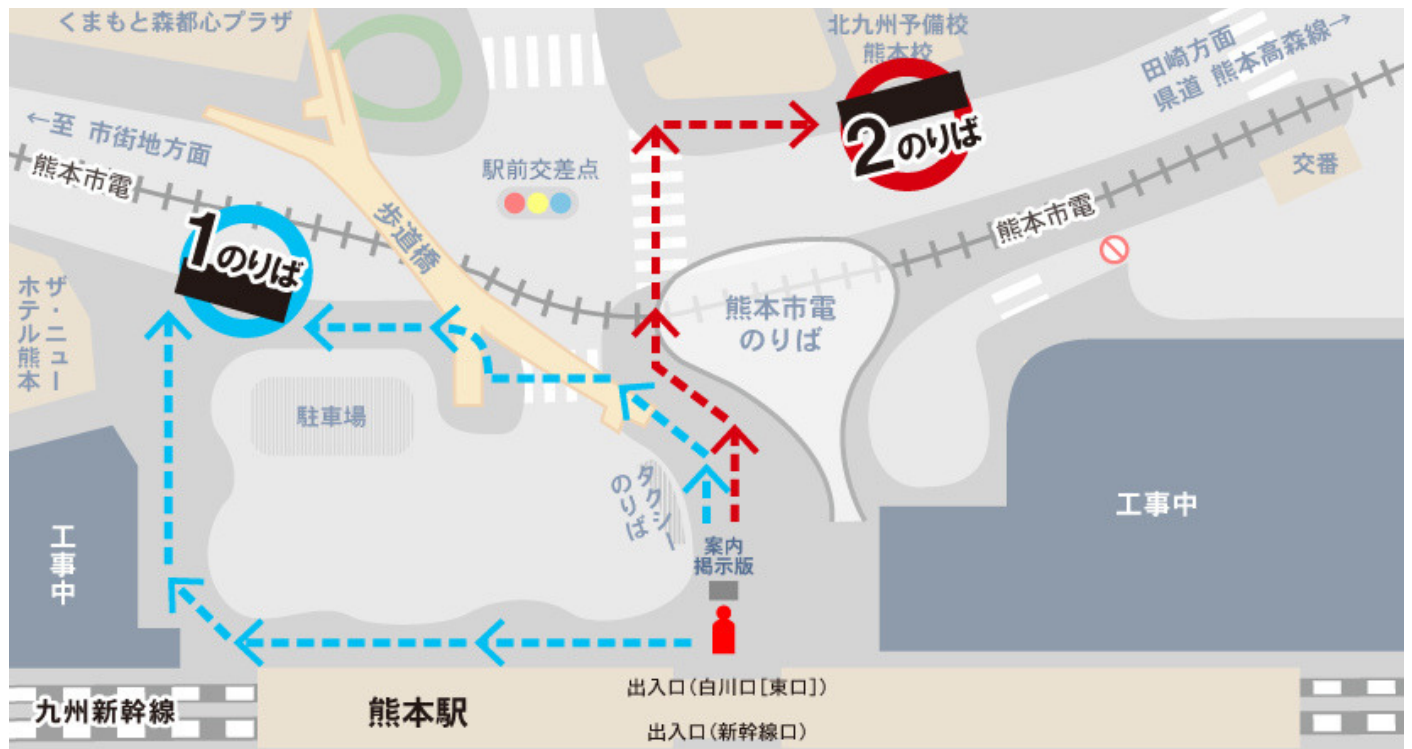 くまもと森都心プラザ
北九州予備校
熊本校
田崎方面
県道 熊本高森線→
←至 市街地方面
熊本市電
駅前交差点
2のりば
交番
歩道橋
熊本市電
1のりば
ザ・ニュー
ホテル熊本
熊本市電
のりば
駐車場
タクシー
のりば
工事中
工事中
案内
掲示版
九州新幹線
熊本駅
出入口(白川口[東口])
出入口(新幹線口)